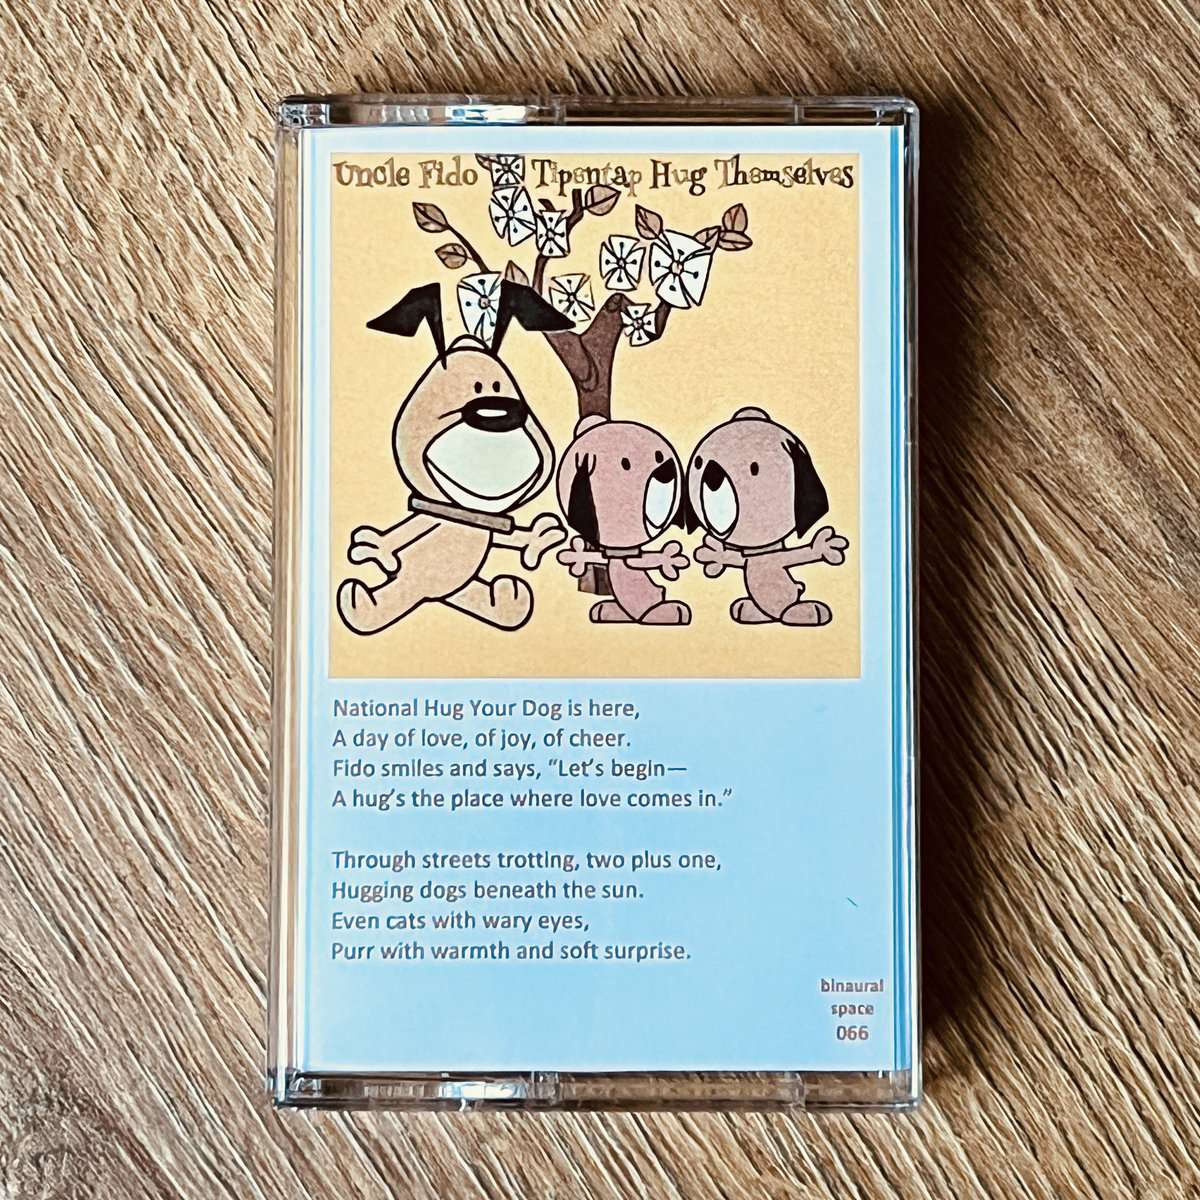 Uncle Fido Tipentap Hug Themselves
National Hug Your Dog is here,
A day of love, of joy, of cheer.
Fido smiles and says, “Let’s begin—
A hug’s the place where love comes in.”
Through streets trotting, two plus one,
Hugging dogs beneath the sun.
Even cats with wary eyes,
Purr with warmth and soft surprise.
binaural
space
066